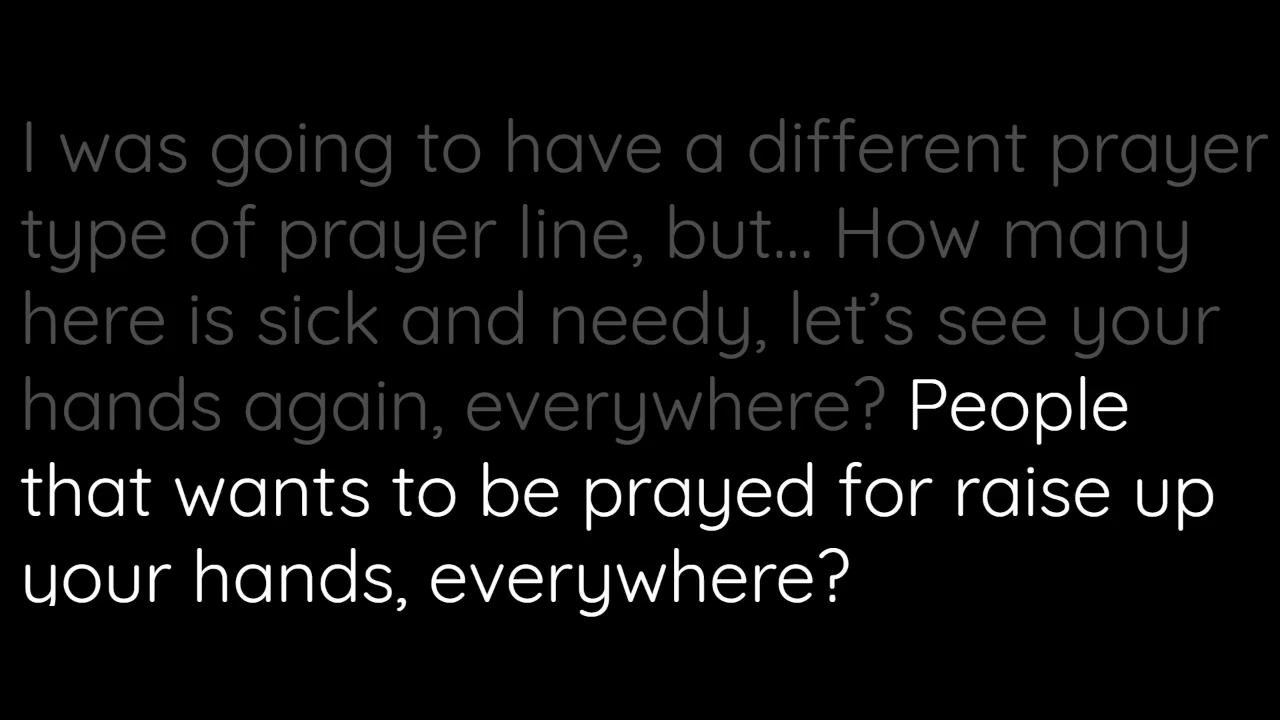 I was going to have a different prayer
type of prayer line, but... How many
here is sick and needy, let’s see your
hands again, everywhere? People
that wants to be prayed for raise up
your hands, everywhere?